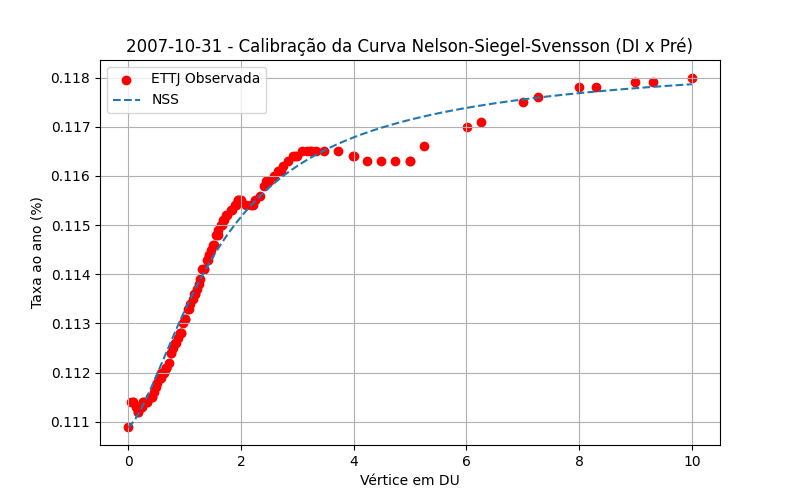 2007-10-31 - Calibração da Curva Nelson-Siegel-Svensson (DI x Pré)
ETTJ Observada
NSS
Taxa ao ano (%)
0.118
0.117
0.116
0.115
0.114
0.113
0.112
0.111
0
2
4
6
8
10
Vértice em DU